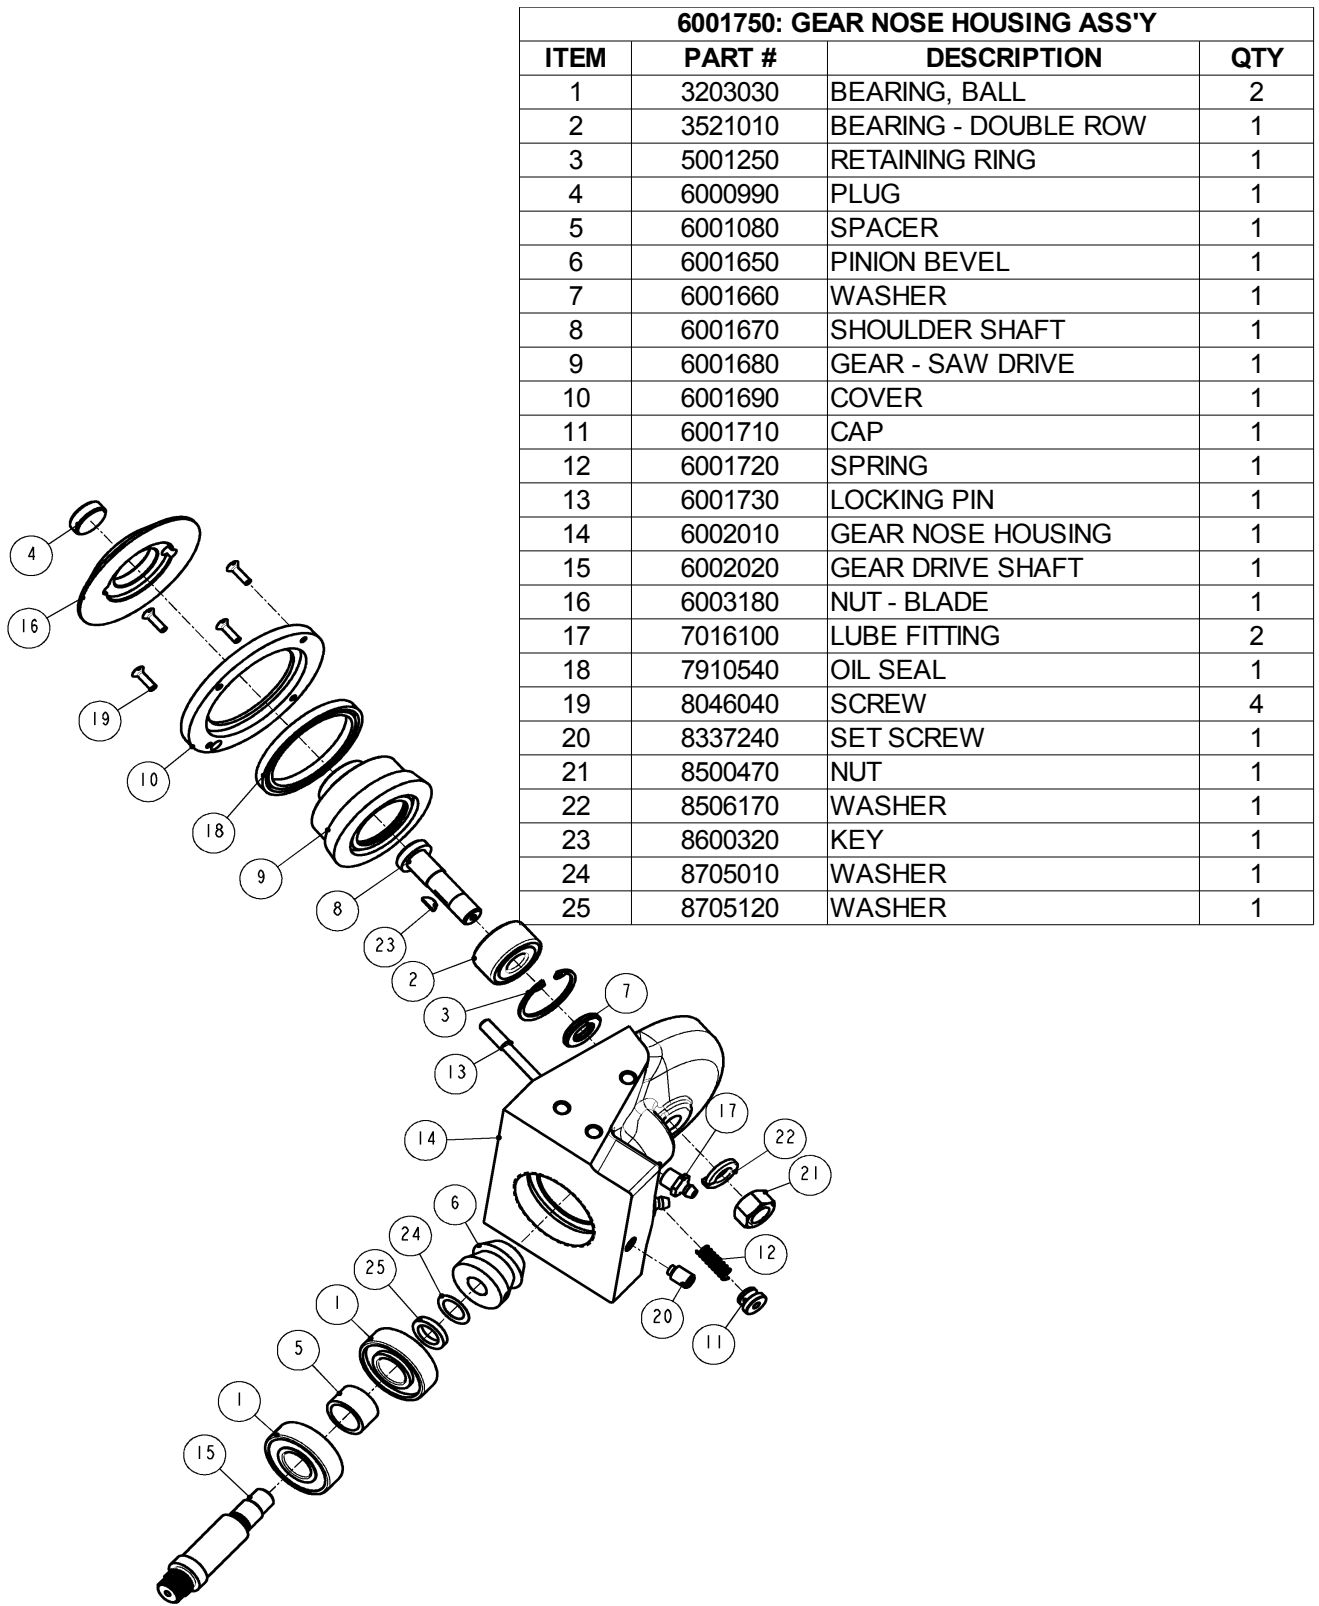 6001750: GEAR NOSE HOUSING ASS'Y
ITEM PART # DESCRIPTION QTY
1 3203030 BEARING, BALL 2
2 3521010 BEARING - DOUBLE ROW 1
3 5001250 RETAINING RING 1
4 6000990 PLUG 1
5 6001080 SPACER 1
6 6001650 PINION BEVEL 1
7 6001660 WASHER 1
8 6001670 SHOULDER SHAFT 1
9 6001680 GEAR - SAW DRIVE 1
10 6001690 COVER 1
11 6001710 CAP 1
12 6001720 SPRING 1
13 6001730 LOCKING PIN 1
14 6002010 GEAR NOSE HOUSING 1
15 6002020 GEAR DRIVE SHAFT 1
16 6003180 NUT - BLADE 1
17 7016100 LUBE FITTING 2
18 7910540 OIL SEAL 1
19 8046040 SCREW 4
20 8337240 SET SCREW 1
21 8500470 NUT 1
22 8506170 WASHER 1
23 8600320 KEY 1
24 8705010 WASHER 1
25 8705120 WASHER 1
4
16
19
10
18
9
8
23
2
3
7
13
14
17
22
21
6
24
12
25
20
11
1
5
1
15